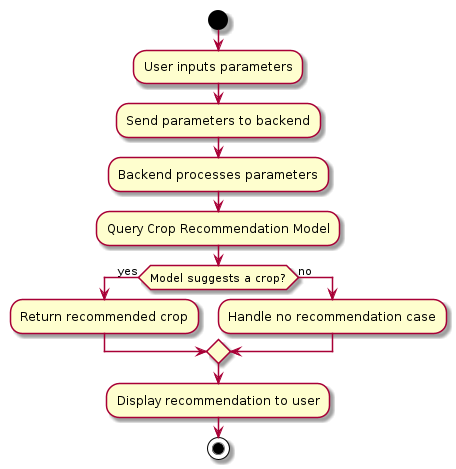 User inputs parameters
Send parameters to backend
Backend processes parameters
Query Crop Recommendation Model
yes
Model suggests a crop?
no
Return recommended crop
Handle no recommendation case
Display recommendation to user